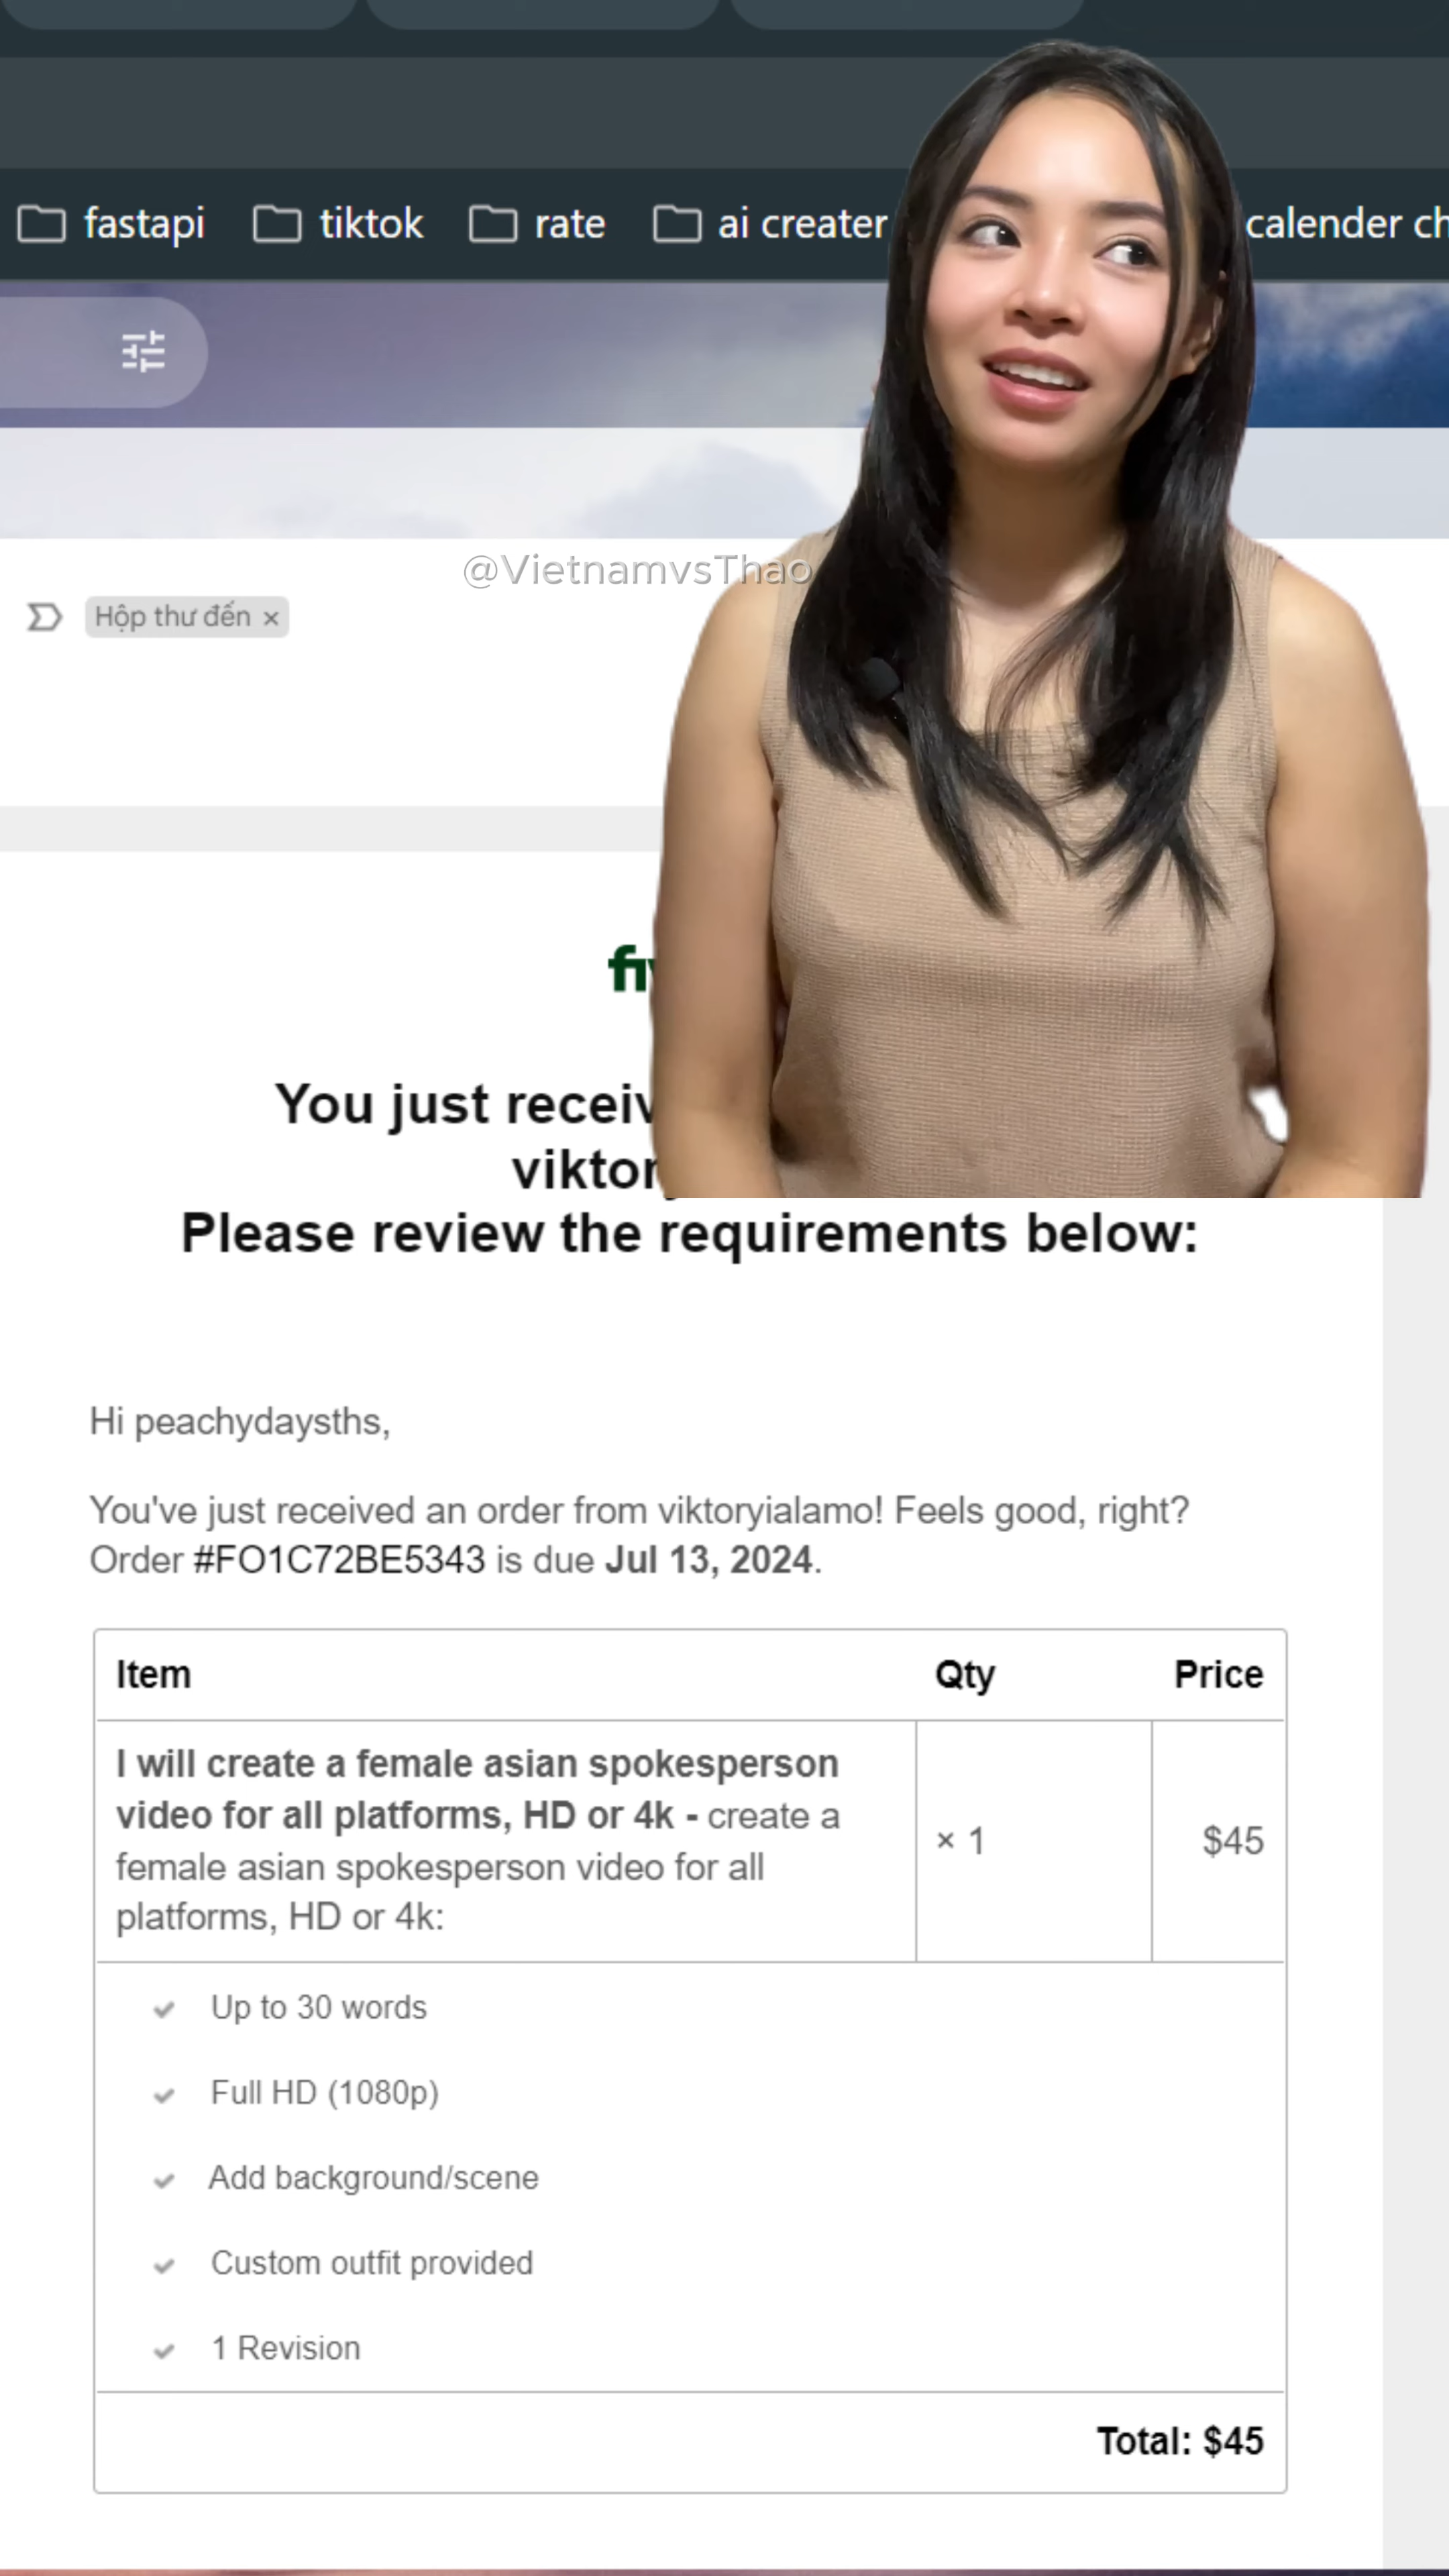 fastapi tiktok rate ai creater calender ch
@VietnamvsThao
Hộp thư đến ×
You just
Please review the requirements below:
Hi peachydaysths,
You've just received an order from viktoryialamo! Feels good, right?
Order #FO1C72BE5343 is due Jul 13, 2024.
Item Qty Price
I will create a female asian spokesperson
video for all platforms, HD or 4k - create a
female asian spokesperson video for all
platforms, HD or 4k:
× 1 $45
Up to 30 words
Full HD (1080p)
Add background/scene
Custom outfit provided
1 Revision
Total: $45